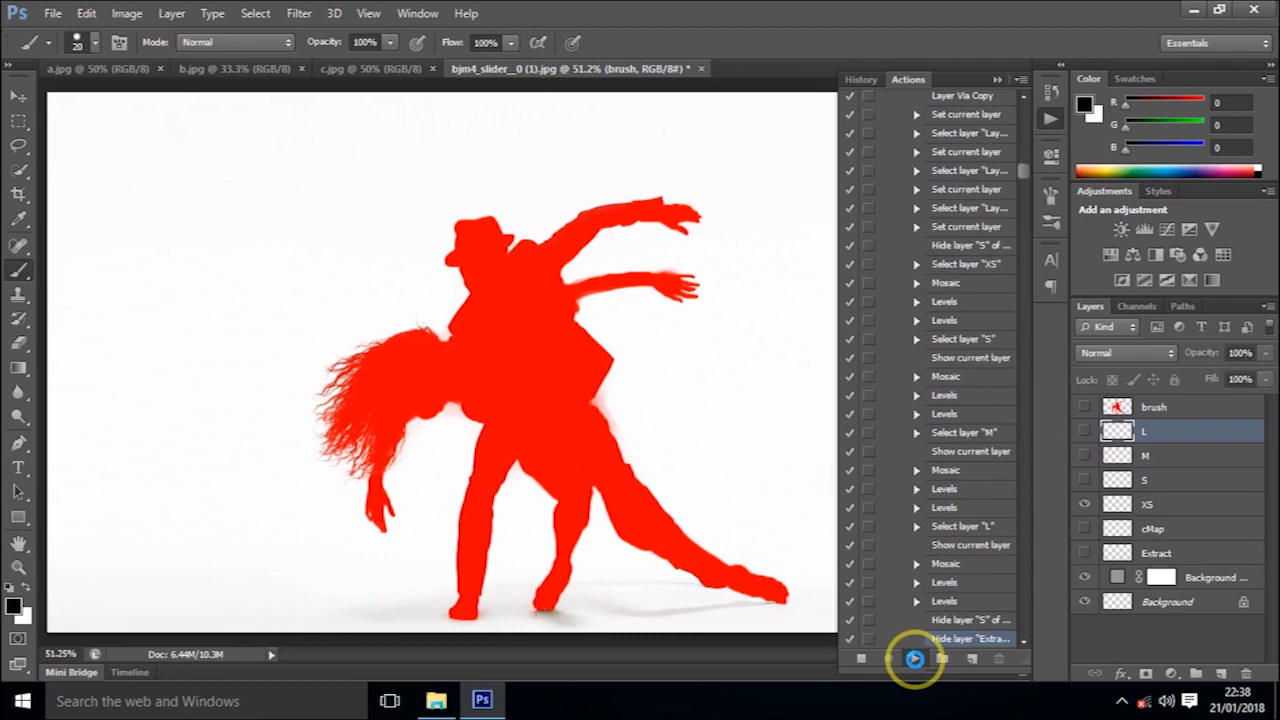 Ps File Edit Image Layer Type Select Filter 3D View Window Help
20 Mode: Normal Opacity: 100% Flow: 100% Essentials
a.jpg @ 50% (RGB/8) × b.jpg @ 33.3% (RGB/8) × c.jpg @ 50% (RGB/8) × bjm4_slider__0 (1).jpg @ 51.2% (brush, RGB/8#) * ×
History Actions
Layer Via Copy
Set current layer
Select layer "Lay...
Set current layer
Select layer "Lay...
Set current layer
Select layer "Lay...
Set current layer
Hide layer "S" of ...
Select layer "XS"
Mosaic
Levels
Levels
Select layer "S"
Show current layer
Mosaic
Levels
Levels
Select layer "M"
Show current layer
Mosaic
Levels
Levels
Select layer "L"
Show current layer
Mosaic
Levels
Levels
Hide layer "S" of ...
Hide layer "Extra...
Color Swatches
R 0
G 0
B 0
Adjustments Styles
Add an adjustment
Layers Channels Paths
Kind
Normal Opacity: 100%
Lock: Fill: 100%
brush
L
M
S
XS
cMap
Extract
Background ...
Background
51.25% Doc: 6.44M/10.3M
Mini Bridge Timeline
Search the web and Windows
Ps
22:38
21/01/2018